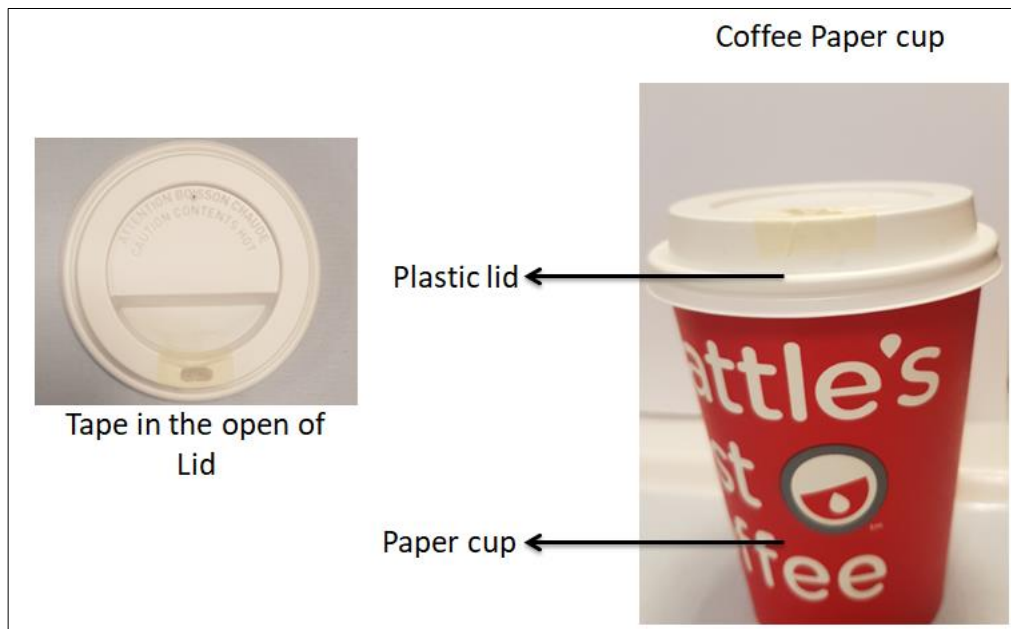 Coffee Paper cup
ATTENTION BOISSON CHAUDE
CAUTION CONTENTS HOT
Tape in the open of
Lid
Plastic lid
Paper cup
attle's
st
ffee